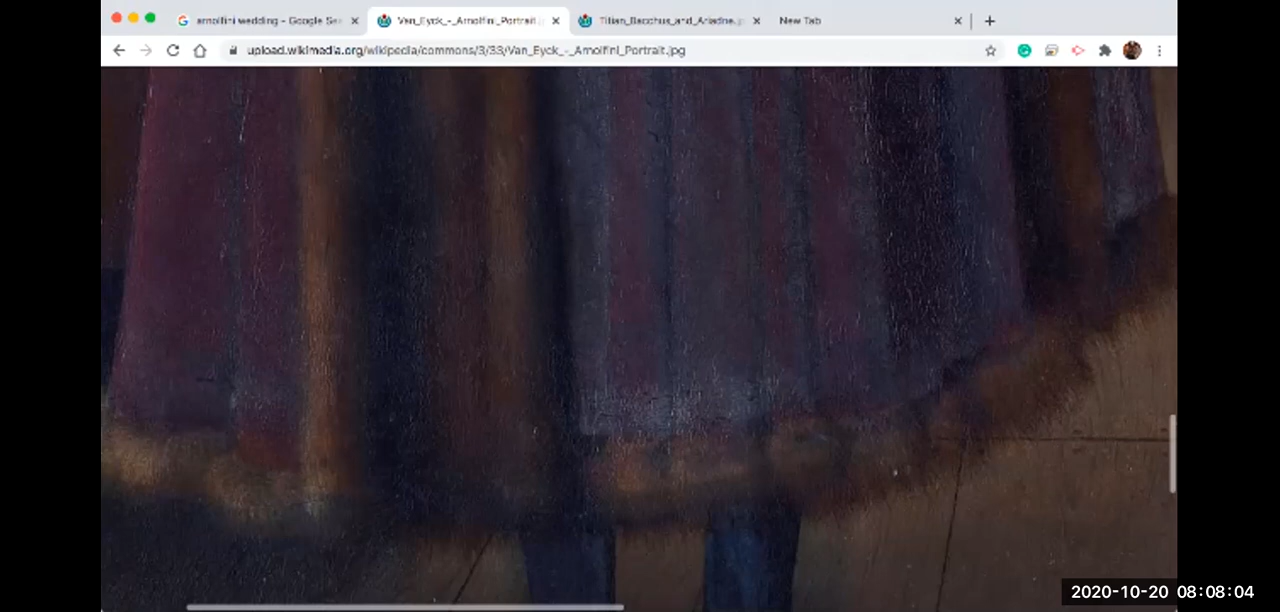 arnolfini wedding - Google Sea
Van_Eyck_-_Arnolfini_Portrait.j
Titian_Bacchus_and_Ariadne.jp
New Tab
upload.wikimedia.org/wikipedia/commons/3/33/Van_Eyck_-_Arnolfini_Portrait.jpg
2020-10-20 08:08:04